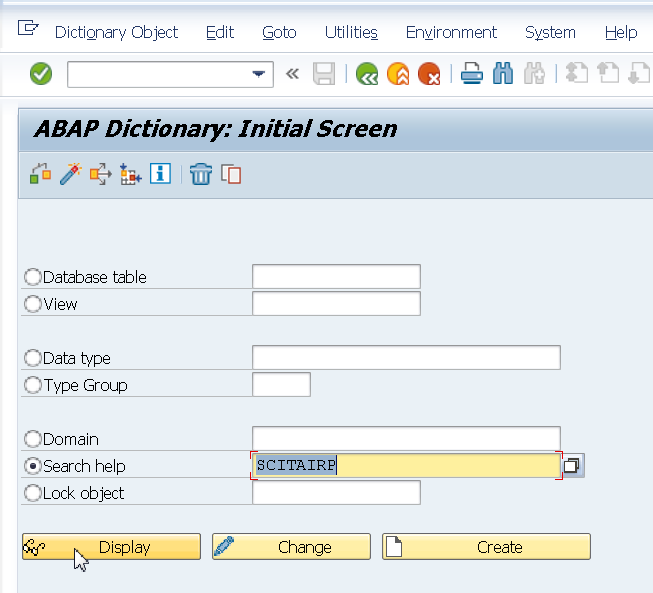 Dictionary Object Edit Goto Utilities Environment System Help
ABAP Dictionary: Initial Screen
Database table
View
Data type
Type Group
Domain
Search help SCITAIRP
Lock object
Display Change Create